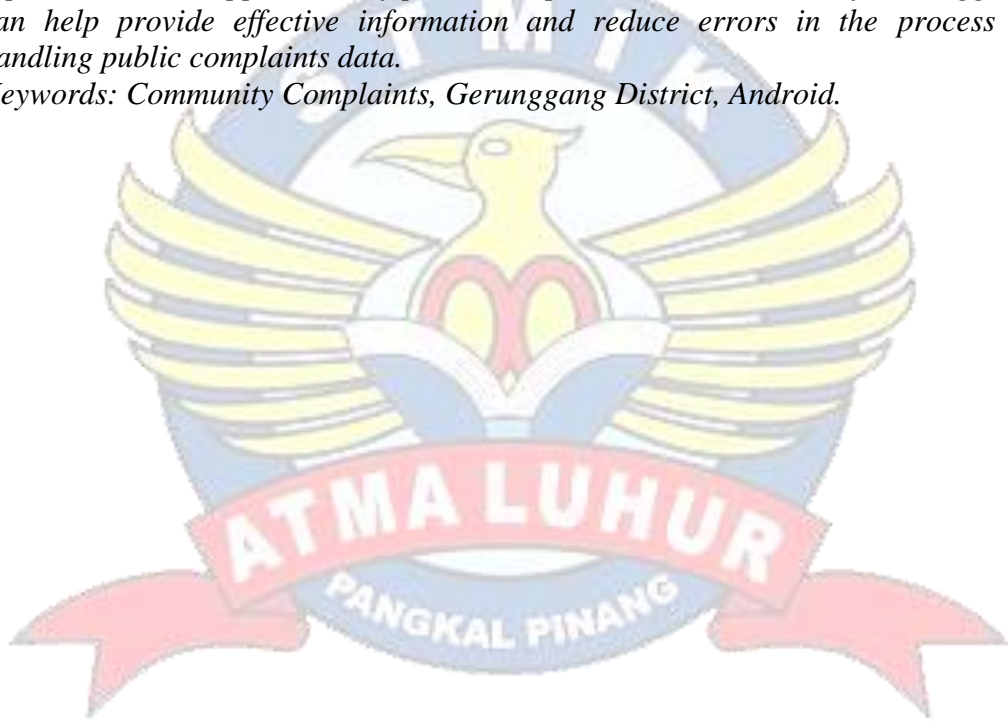 an help provide effective information and reduce errors in the process
andling public complaints data.
eywords: Community Complaints, Gerunggang District, Android.
STMIK
ATMA LUHUR
PANGKAL PINANG